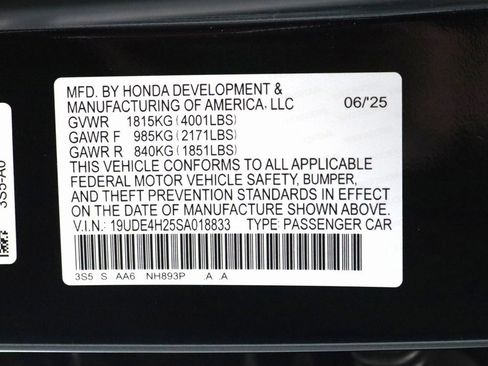 MFD. BY HONDA DEVELOPMENT &
MANUFACTURING OF AMERICA, LLC 06/'25
GVWR 1815KG (4001LBS)
GAWR F 985KG (2171LBS)
GAWR R 840KG (1851LBS)
THIS VEHICLE CONFORMS TO ALL APPLICABLE
FEDERAL MOTOR VEHICLE SAFETY, BUMPER,
AND THEFT PREVENTION STANDARDS IN EFFECT
ON THE DATE OF MANUFACTURE SHOWN ABOVE.
V.I.N.: 19UDE4H25SA018833 TYPE: PASSENGER CAR
3S5 S AA6 NH893P A .A
3S5-A0